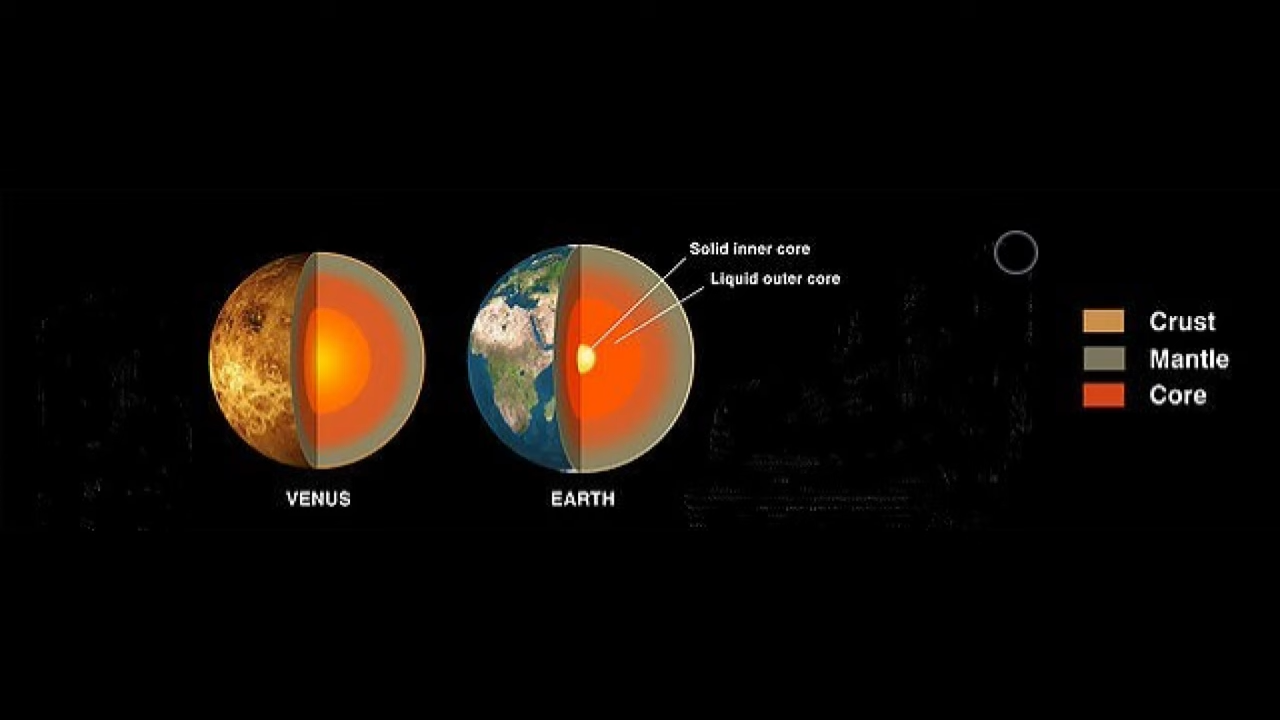 Solid inner core
Liquid outer core
Crust
Mantle
Core
VENUS
EARTH